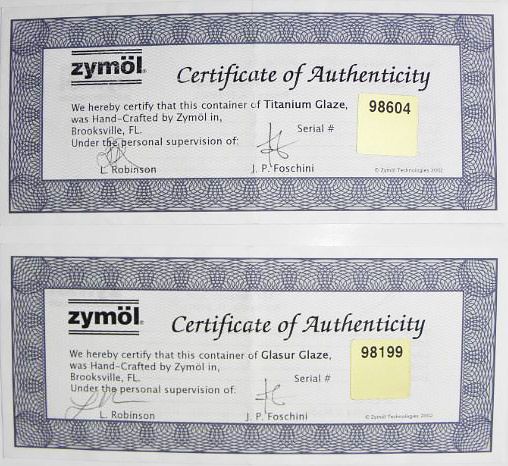 zymöl®
Certificate of Authenticity
We hereby certify that this container of Titanium Glaze,
was Hand-Crafted by Zymöl in,
Brooksville, FL.
Serial # 98604
Under the personal supervision of:
L. Robinson J. P. Foschini
© Zymöl Technologies 2002
zymöl®
Certificate of Authenticity
We hereby certify that this container of Glasur Glaze,
was Hand-Crafted by Zymöl in,
Brooksville, FL.
Serial # 98199
Under the personal supervision of:
L. Robinson J. P. Foschini
© Zymöl Technologies 2002